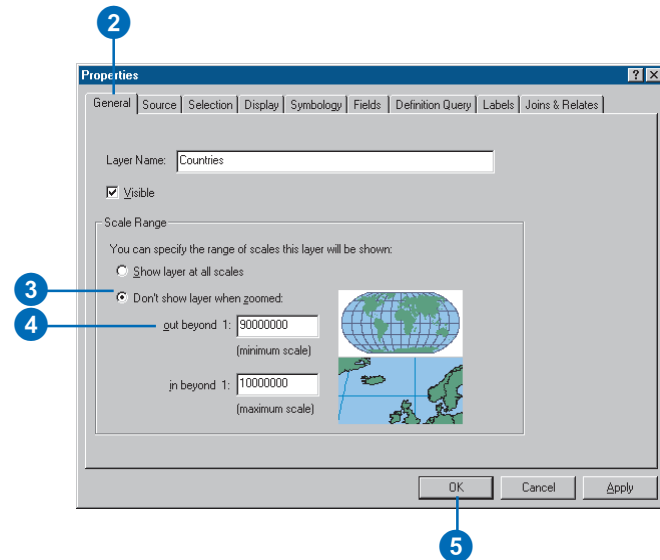 2
Properties
? X
General Source Selection Display Symbology Fields Definition Query Labels Joins & Relates
Layer Name: Countries
Visible
Scale Range
You can specify the range of scales this layer will be shown:
Show layer at all scales
3
Don't show layer when zoomed:
4
out beyond 1: 90000000
(minimum scale)
in beyond 1: 10000000
(maximum scale)
OK Cancel Apply
5